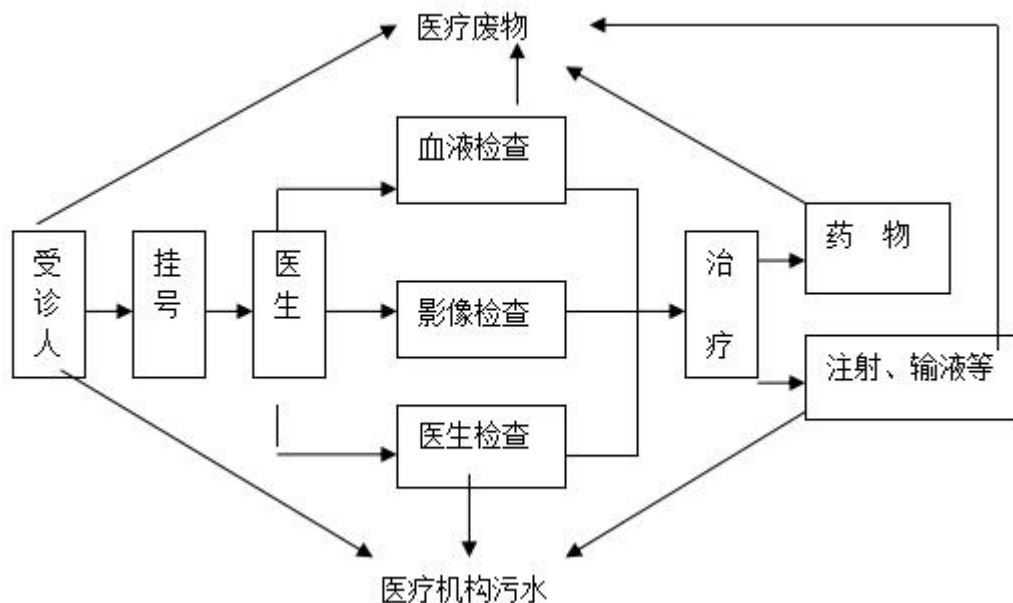 医疗废物
血液检查
受诊人
挂号
医生
影像检查
医生检查
治疗
药 物
注射、输液等
医疗机构污水